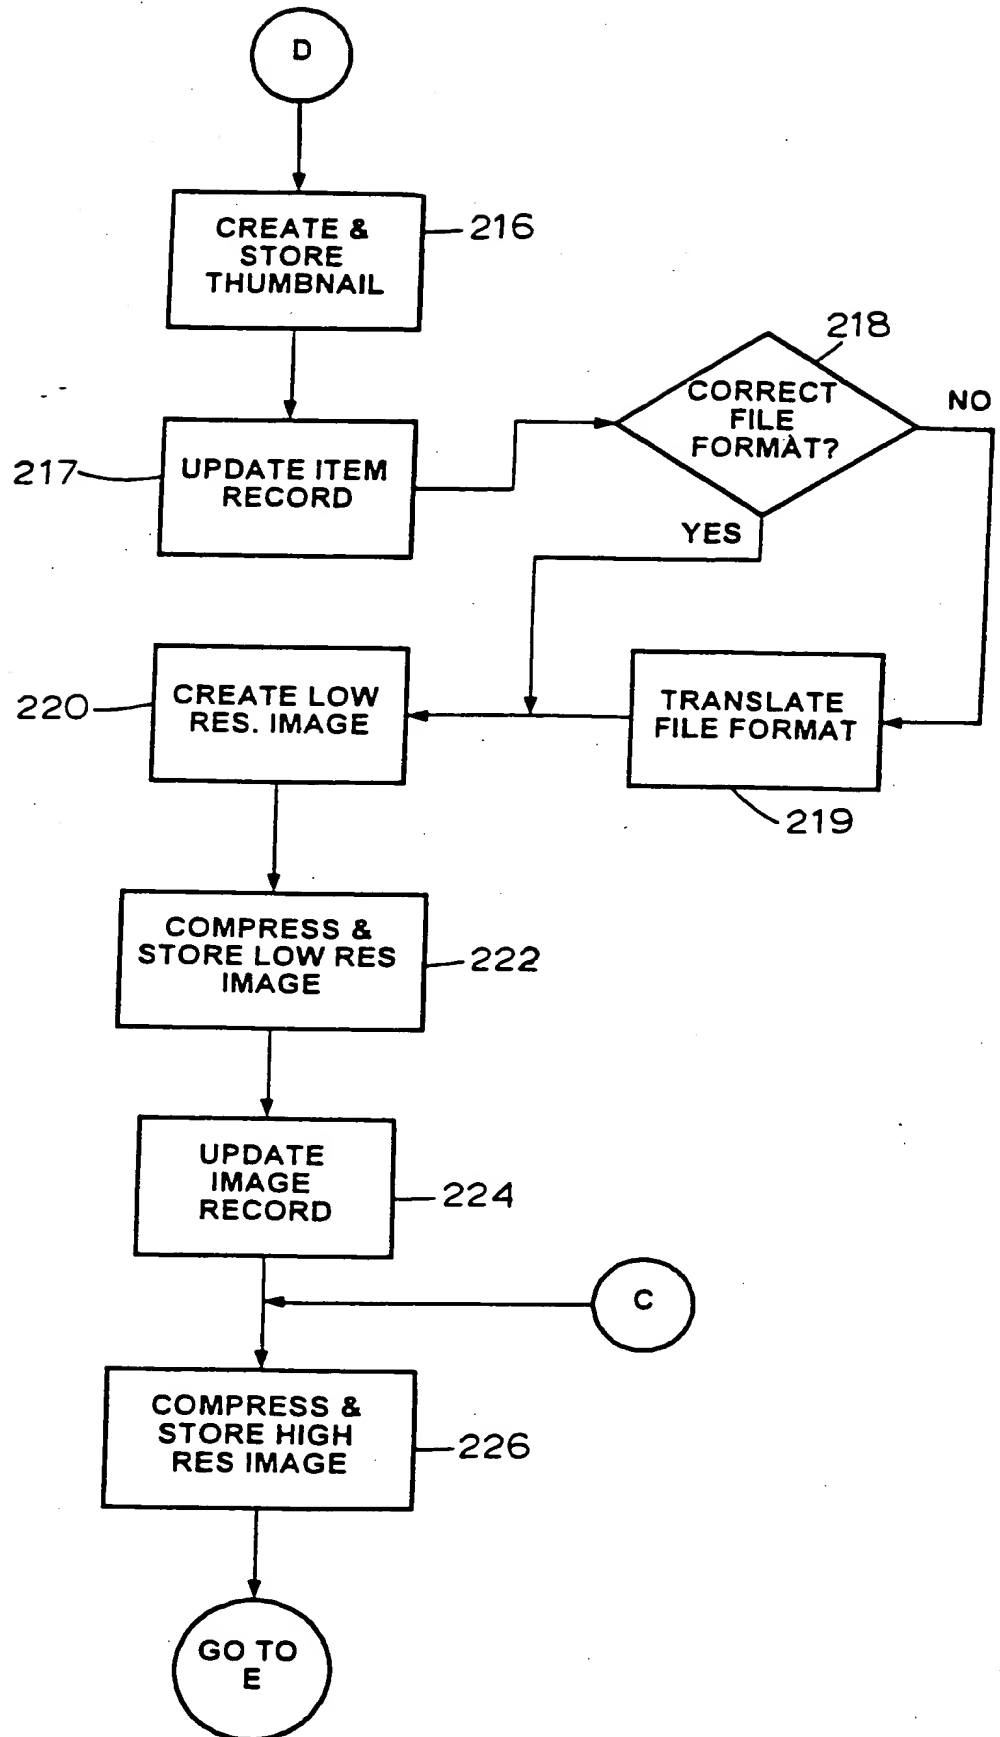 D
CREATE &
STORE
THUMBNAIL
216
217
UPDATE ITEM
RECORD
218
CORRECT
FILE
FORMAT?
NO
YES
220
CREATE LOW
RES. IMAGE
TRANSLATE
FILE FORMAT
219
COMPRESS &
STORE LOW RES
IMAGE
222
UPDATE
IMAGE
RECORD
224
C
COMPRESS &
STORE HIGH
RES IMAGE
226
GO TO
E